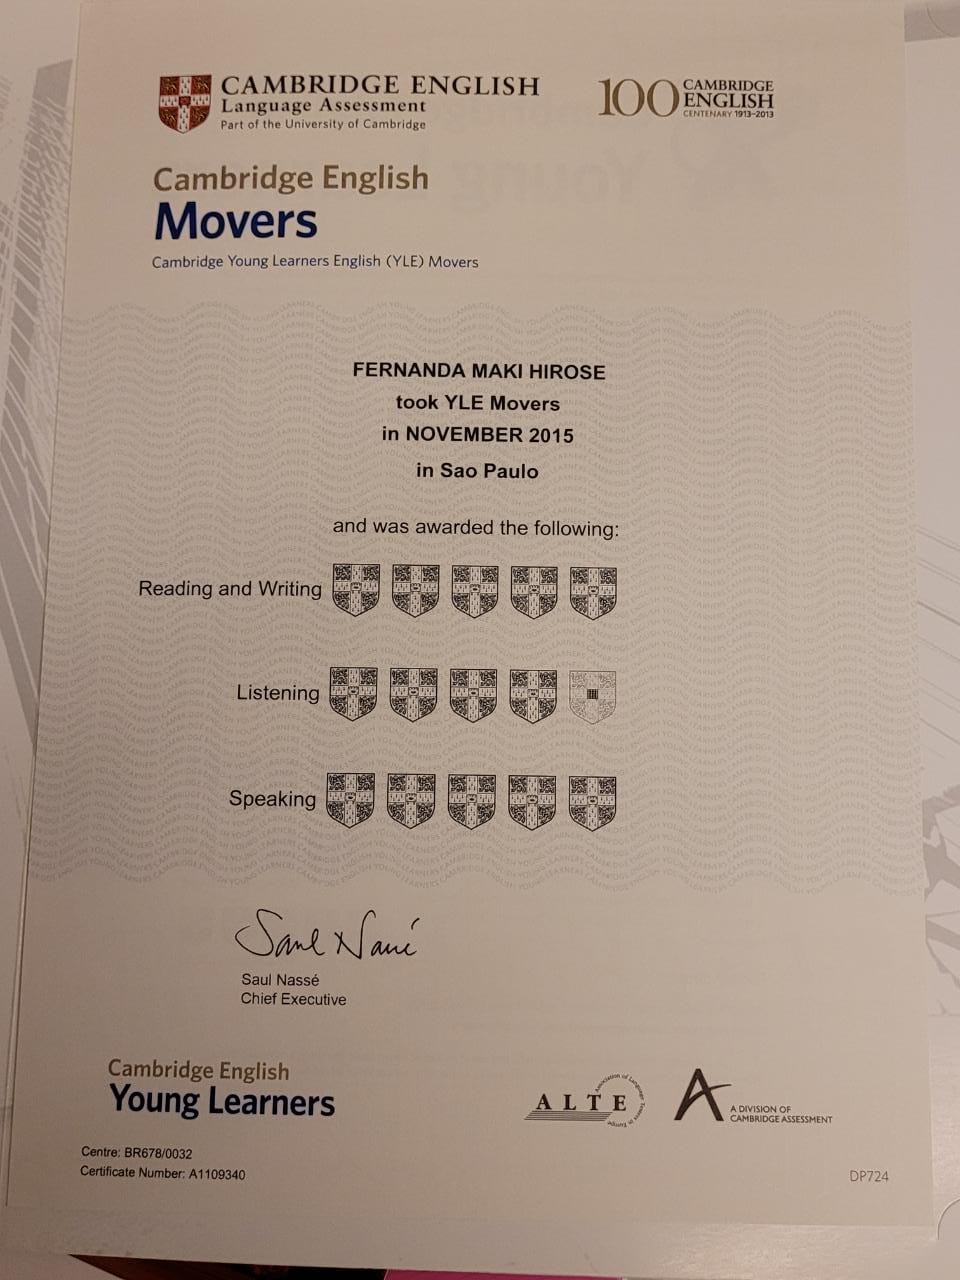 CAMBRIDGE ENGLISH
Language Assessment
Part of the University of Cambridge
100 CAMBRIDGE
ENGLISH
CENTENARY 1913-2013
Cambridge English
Movers
Cambridge Young Learners English (YLE) Movers
FERNANDA MAKI HIROSE
took YLE Movers
in NOVEMBER 2015
in Sao Paulo
and was awarded the following:
Reading and Writing
Listening
Speaking
Saul Nassé
Saul Nassé
Chief Executive
Cambridge English
Young Learners
ALTE
Association of Language Testers in Europe
A DIVISION OF
CAMBRIDGE ASSESSMENT
Centre: BR678/0032
Certificate Number: A1109340
DP724